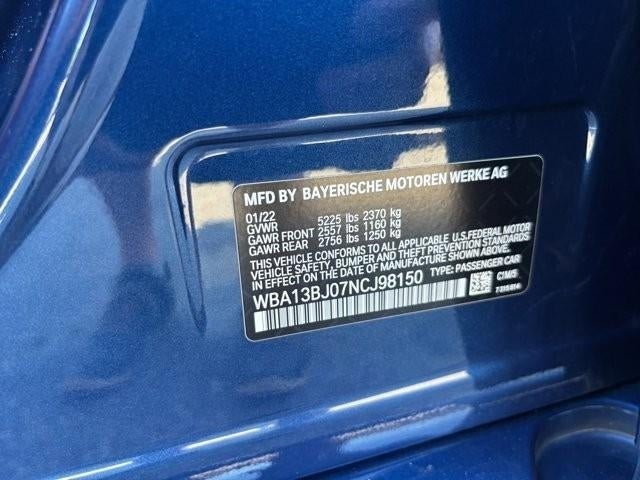 MFD BY BAYERISCHE MOTOREN WERKE AG
01/22
GVWR 5225 lbs 2370 kg
GAWR FRONT 2557 lbs 1160 kg
GAWR REAR 2756 lbs 1250 kg
THIS VEHICLE CONFORMS TO ALL APPLICABLE U.S. FEDERAL MOTOR
VEHICLE SAFETY, BUMPER, AND THEFT PREVENTION STANDARDS
IN EFFECT ON THE DATE OF MANUFACTURE SHOWN ABOVE.
WBA13BJ07NCJ98150 TYPE: PASSENGER CAR
C1M/5